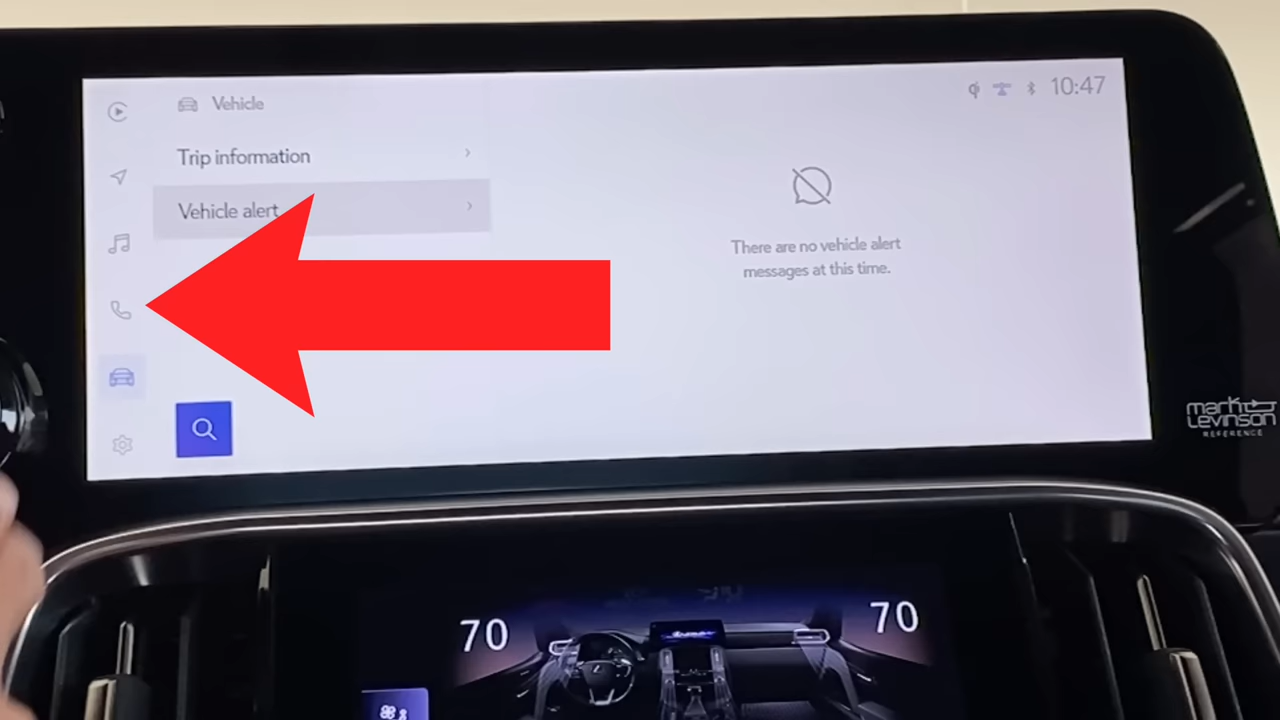 Vehicle
10:47
Trip information
Vehicle alert
There are no vehicle alert
messages at this time.
mark
Levinson
REFERENCE
70
70